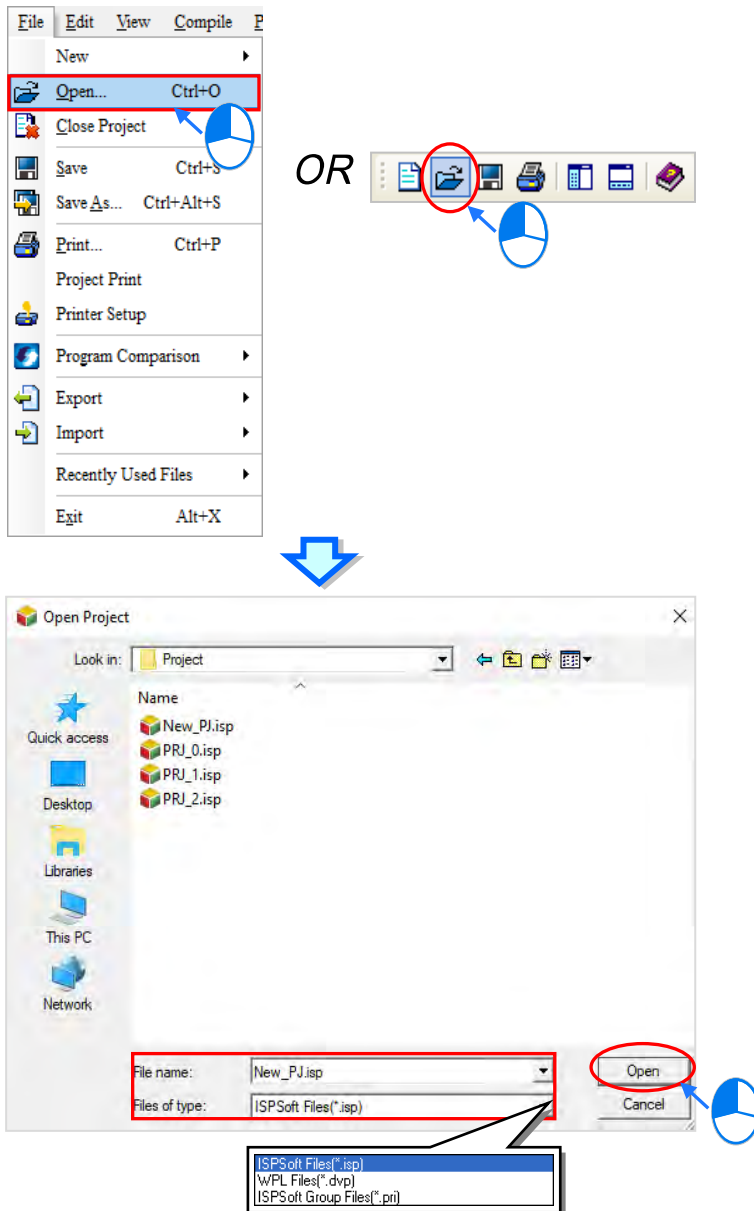 File Edit View Compile P
New
Open... Ctrl+O
Close Project
Save Ctrl+S
Save As... Ctrl+Alt+S
Print... Ctrl+P
Project Print
Printer Setup
Program Comparison
Export
Import
Recently Used Files
Exit Alt+X
OR
Open Project
Look in: Project
Name
New_PJ.isp
PRJ_0.isp
PRJ_1.isp
PRJ_2.isp
Quick access
Desktop
Libraries
This PC
Network
File name: New_PJ.isp Open
Files of type: ISPSoft Files(*.isp) Cancel
ISPSoft Files(*.isp)
WPL Files(*.dvp)
ISPSoft Group Files(*.pri)